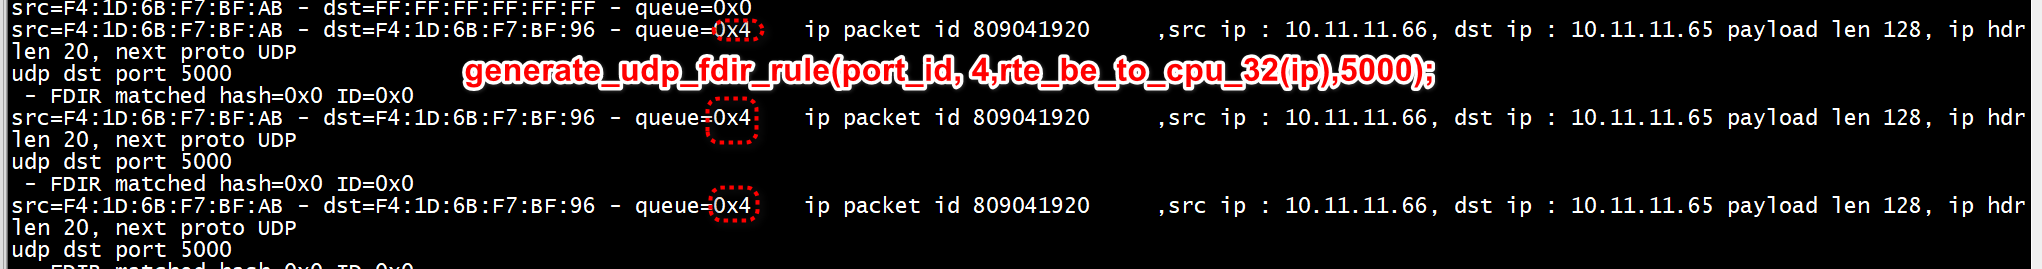 src=F4:1D:6B:F7:BF:AB - dst=FF:FF:FF:FF:FF:FF - queue=0x0
src=F4:1D:6B:F7:BF:AB - dst=F4:1D:6B:F7:BF:96 - queue=0x4    ip packet id 809041920     ,src ip : 10.11.11.66, dst ip : 10.11.11.65 payload len 128, ip hdr
len 20, next proto UDP
generate_udp_fdir_rule(port_id, 4,rte_be_to_cpu_32(ip),5000);
udp dst port 5000
 - FDIR matched hash=0x0 ID=0x0
src=F4:1D:6B:F7:BF:AB - dst=F4:1D:6B:F7:BF:96 - queue=0x4    ip packet id 809041920     ,src ip : 10.11.11.66, dst ip : 10.11.11.65 payload len 128, ip hdr
len 20, next proto UDP
udp dst port 5000
 - FDIR matched hash=0x0 ID=0x0
src=F4:1D:6B:F7:BF:AB - dst=F4:1D:6B:F7:BF:96 - queue=0x4    ip packet id 809041920     ,src ip : 10.11.11.66, dst ip : 10.11.11.65 payload len 128, ip hdr
len 20, next proto UDP
udp dst port 5000
 - FDIR matched hash=0x0 ID=0x0